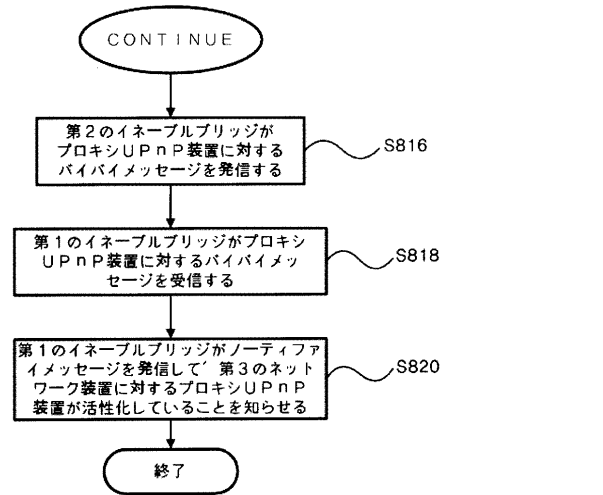 CONTINUE
第2のイネーブルブリッジが
プロキシUPnP装置に対する
バイバイメッセージを発信する
S816
第1のイネーブルブリッジがプロキシ
UPnP装置に対するバイバイメッ
セージを受信する
S818
第1のイネーブルブリッジがノーティファ
イメッセージを発信して゛第3のネット
ワーク装置に対するプロキシUPnP
装置が活性化していることを知らせる
S820
終了